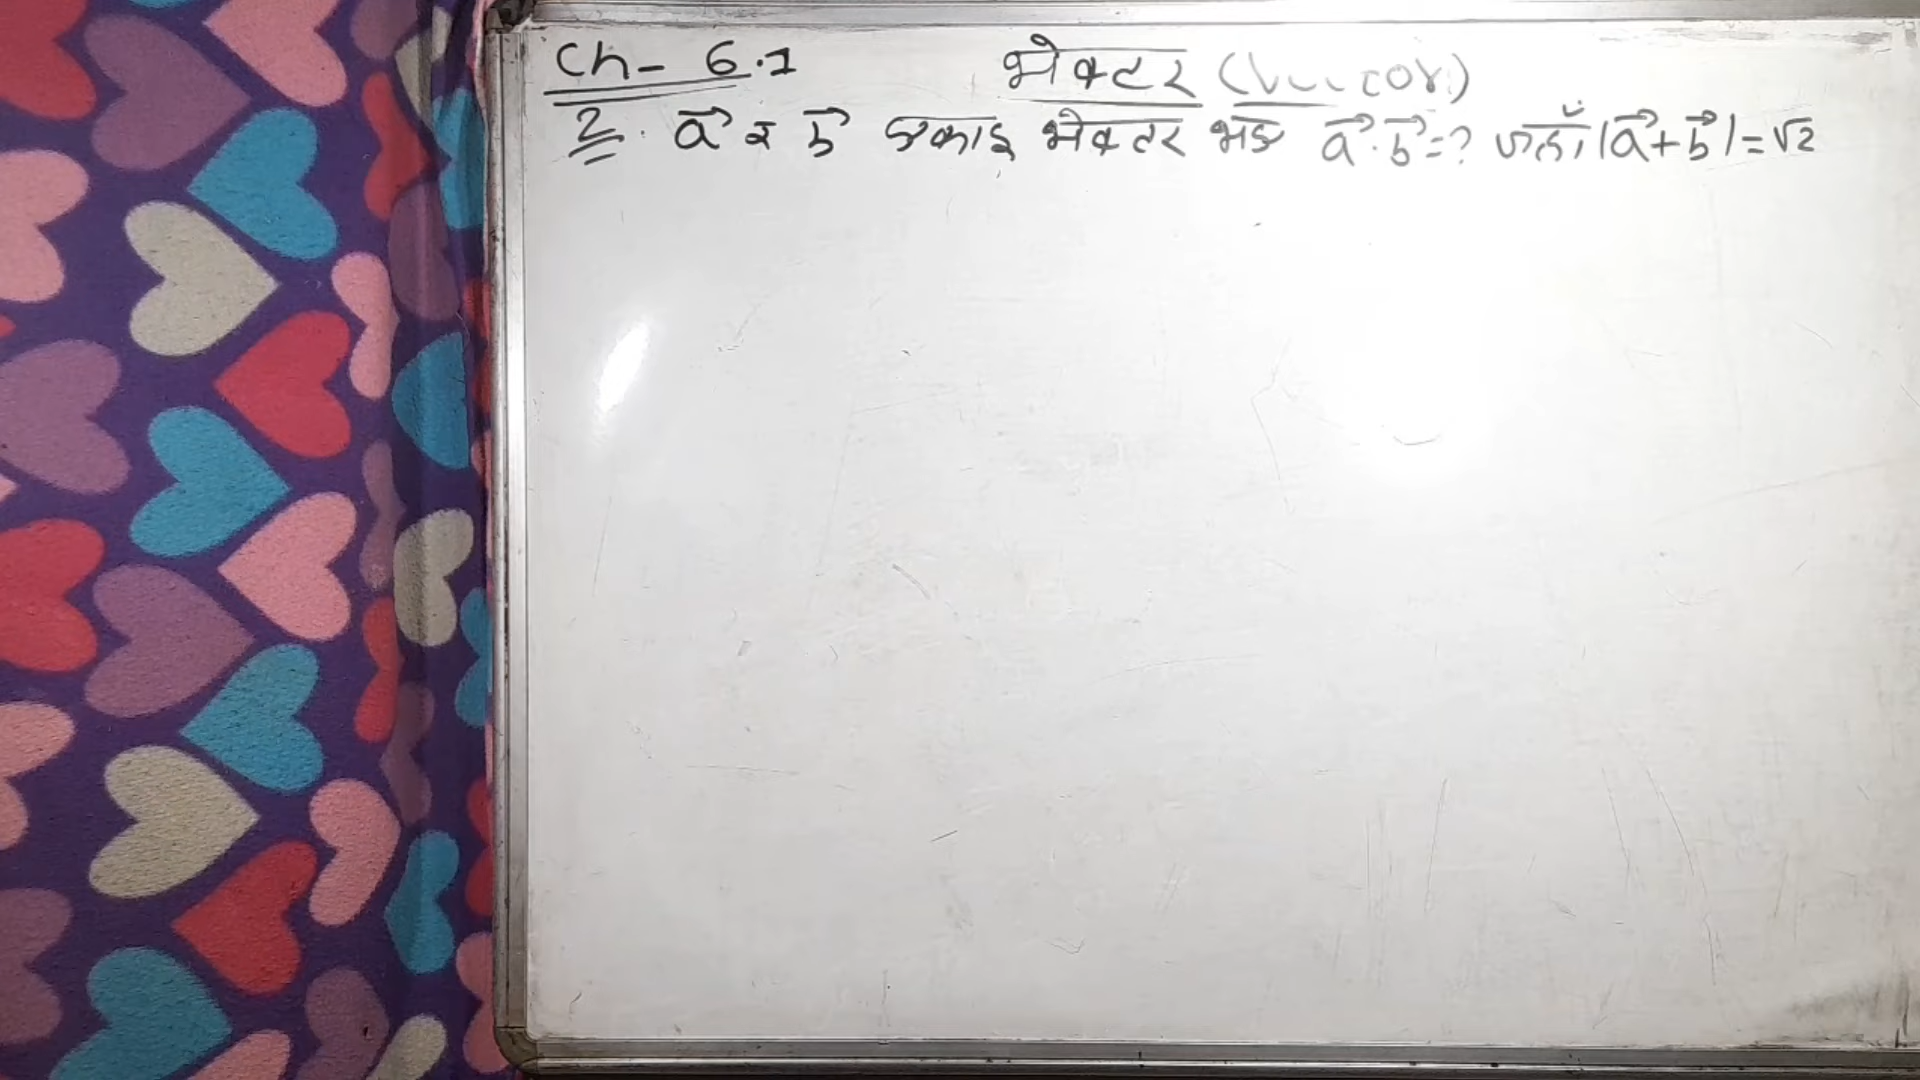 Ch- 6.1 भेक्टर (Vector)
2. a⃗ र b⃗ एकाइ भेक्टर भए a⃗·b⃗=? जहाँ |a⃗+b⃗|=√2